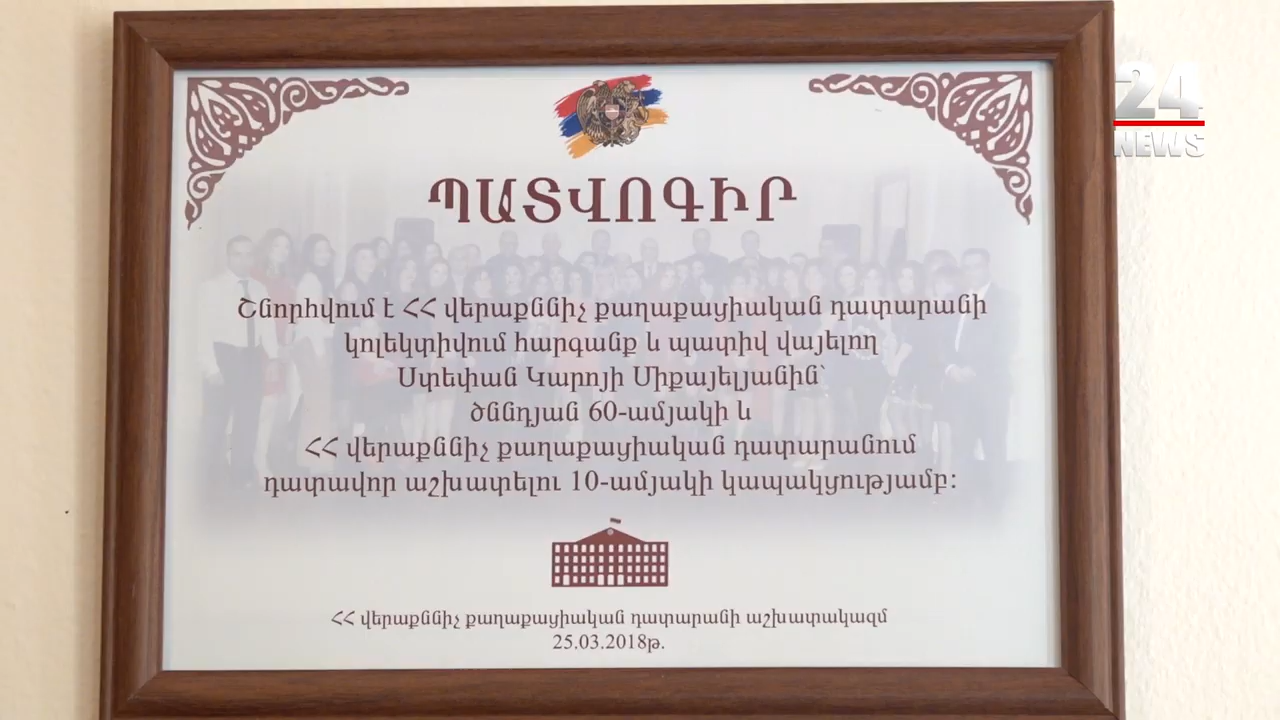 24
NEWS
ՊԱՏՎՈԳԻՐ
Շնորհվում է ՀՀ վերաքննիչ քաղաքացիական դատարանի
կոլեկտիվում հարգանք և պատիվ վայելող
Ստեփան Կարոյի Միքայելյանին՝
ծննդյան 60-ամյակի և
ՀՀ վերաքննիչ քաղաքացիական դատարանում
դատավոր աշխատելու 10-ամյակի կապակցությամբ։
ՀՀ վերաքննիչ քաղաքացիական դատարանի աշխատակազմ
25.03.2018թ.